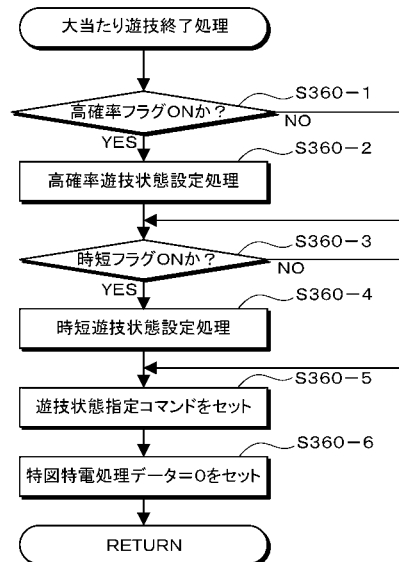 大当たり遊技終了処理
S360-1
高確率フラグONか?
NO
YES
S360-2
高確率遊技状態設定処理
S360-3
時短フラグONか?
NO
YES
S360-4
時短遊技状態設定処理
S360-5
遊技状態指定コマンドをセット
S360-6
特図特電処理データ=0をセット
RETURN